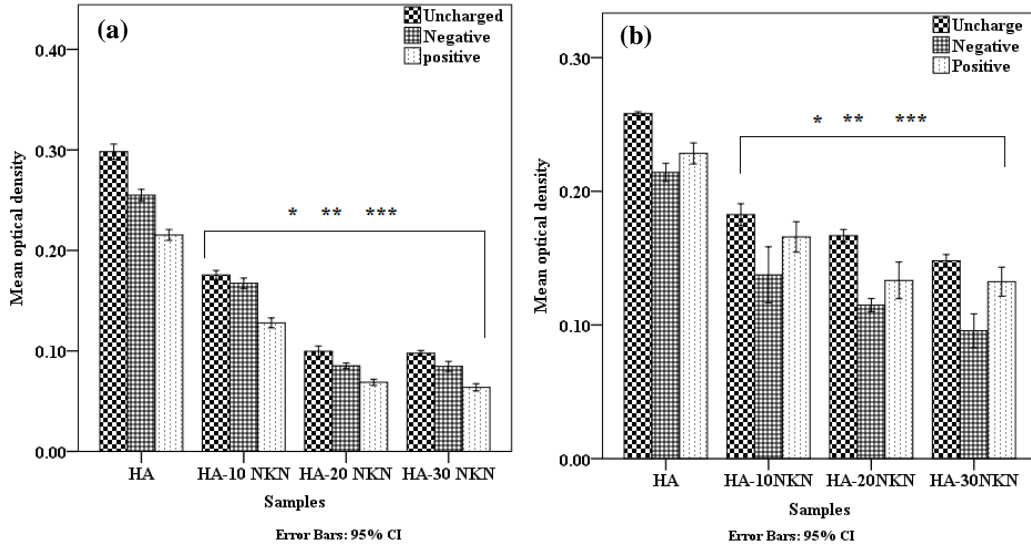 (a)
Uncharged
Negative
positive
0.40
0.30
0.20
0.10
0.00
Mean optical density
* ** ***
HA HA-10 NKN HA-20 NKN HA-30 NKN
Samples
Error Bars: 95% CI
(b)
Uncharge
Negative
Positive
0.30
0.20
0.10
0.00
Mean optical density
* ** ***
HA HA-10NKN HA-20NKN HA-30NKN
Samples
Error Bars: 95% CI